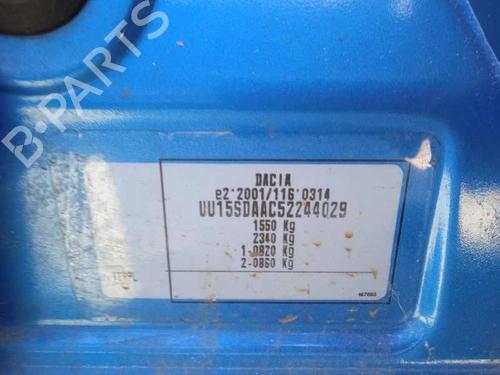 B-PARTS
DACIA
e2*2001/116*0314
UU15SDAAC52244029
1550 Kg
2340 Kg
1-0820 Kg
2-0860 Kg